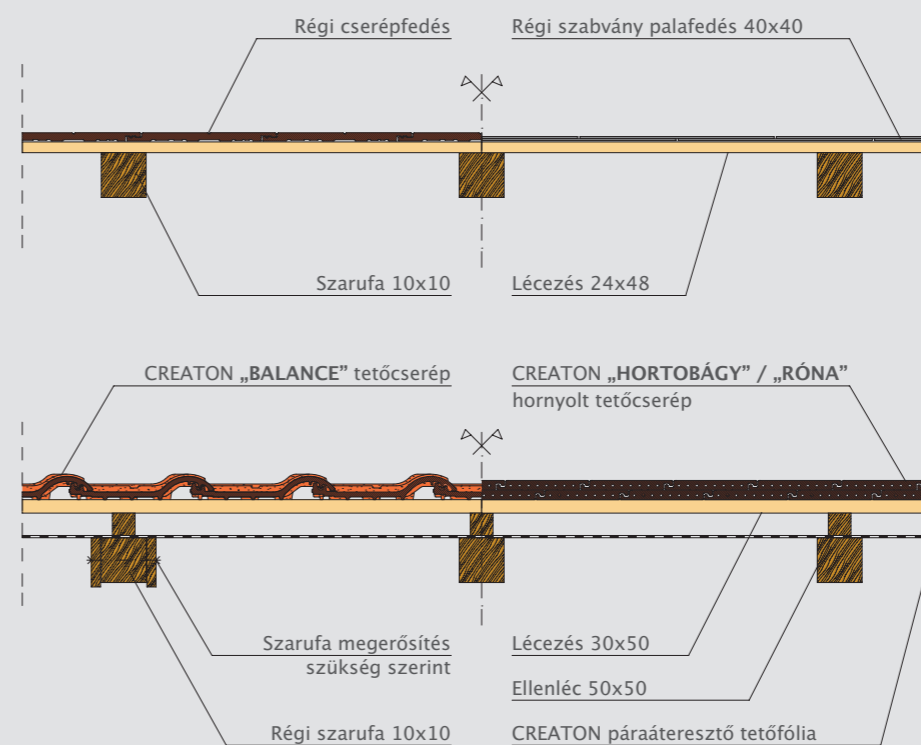 Régi cserépfedés
Régi szabvány palafedés 40x40
Szarufa 10x10
Lécezés 24x48
CREATON „BALANCE” tetőcserép
CREATON „HORTOBÁGY” / „RÓNA”
hornyolt tetőcserép
Szarufa megerősítés
szükség szerint
Lécezés 30x50
Ellenléc 50x50
Régi szarufa 10x10
CREATON páraáteresztő tetőfólia